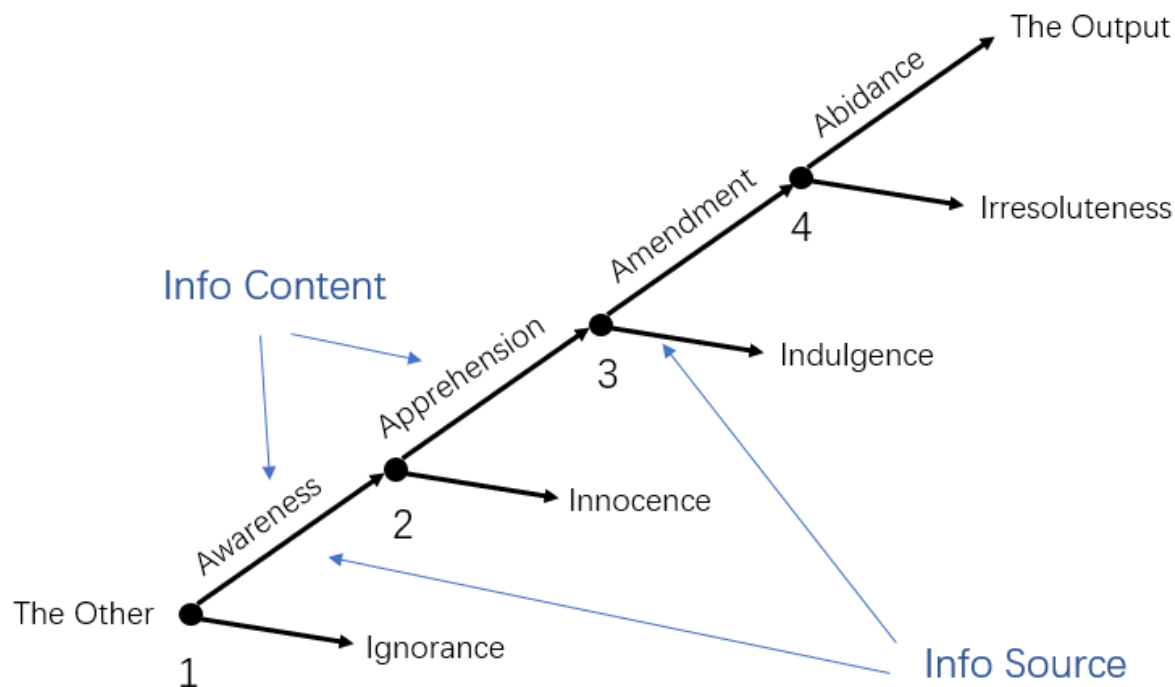 The Output
Abidance
Irresoluteness
4
Amendment
Info Content
Indulgence
3
Apprehension
Innocence
2
Awareness
The Other
Ignorance
1
Info Source